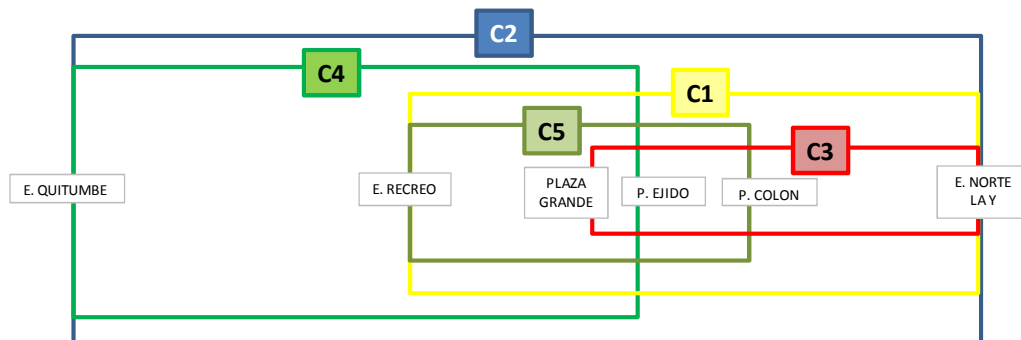 C2
C4
C1
C5
C3
E. QUITUMBE
E. RECREO
PLAZA
GRANDE
P. EJIDO
P. COLON
E. NORTE
LA Y